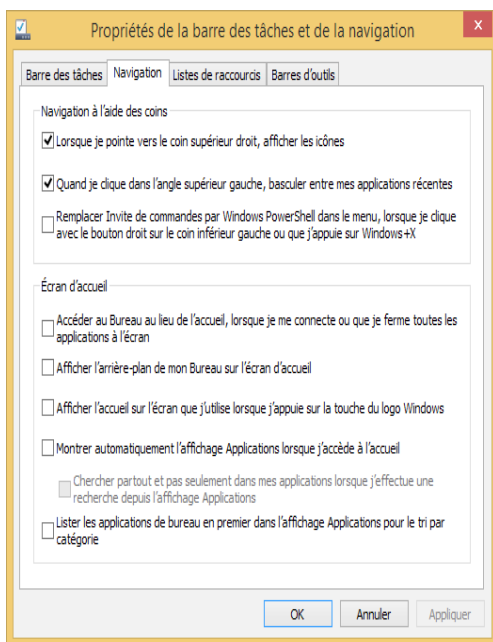 Propriétés de la barre des tâches et de la navigation
x
Barre des tâches Navigation Listes de raccourcis Barres d'outils
Navigation à l'aide des coins
Lorsque je pointe vers le coin supérieur droit, afficher les icônes
Quand je clique dans l'angle supérieur gauche, basculer entre mes applications récentes
Remplacer Invite de commandes par Windows PowerShell dans le menu, lorsque je clique
avec le bouton droit sur le coin inférieur gauche ou que j'appuie sur Windows+X
Écran d'accueil
Accéder au Bureau au lieu de l'accueil, lorsque je me connecte ou que je ferme toutes les
applications à l'écran
Afficher l'arrière-plan de mon Bureau sur l'écran d'accueil
Afficher l'accueil sur l'écran que j'utilise lorsque j'appuie sur la touche du logo Windows
Montrer automatiquement l'affichage Applications lorsque j'accède à l'accueil
Chercher partout et pas seulement dans mes applications lorsque j'effectue une
recherche depuis l'affichage Applications
Lister les applications de bureau en premier dans l'affichage Applications pour le tri par
catégorie
OK Annuler Appliquer